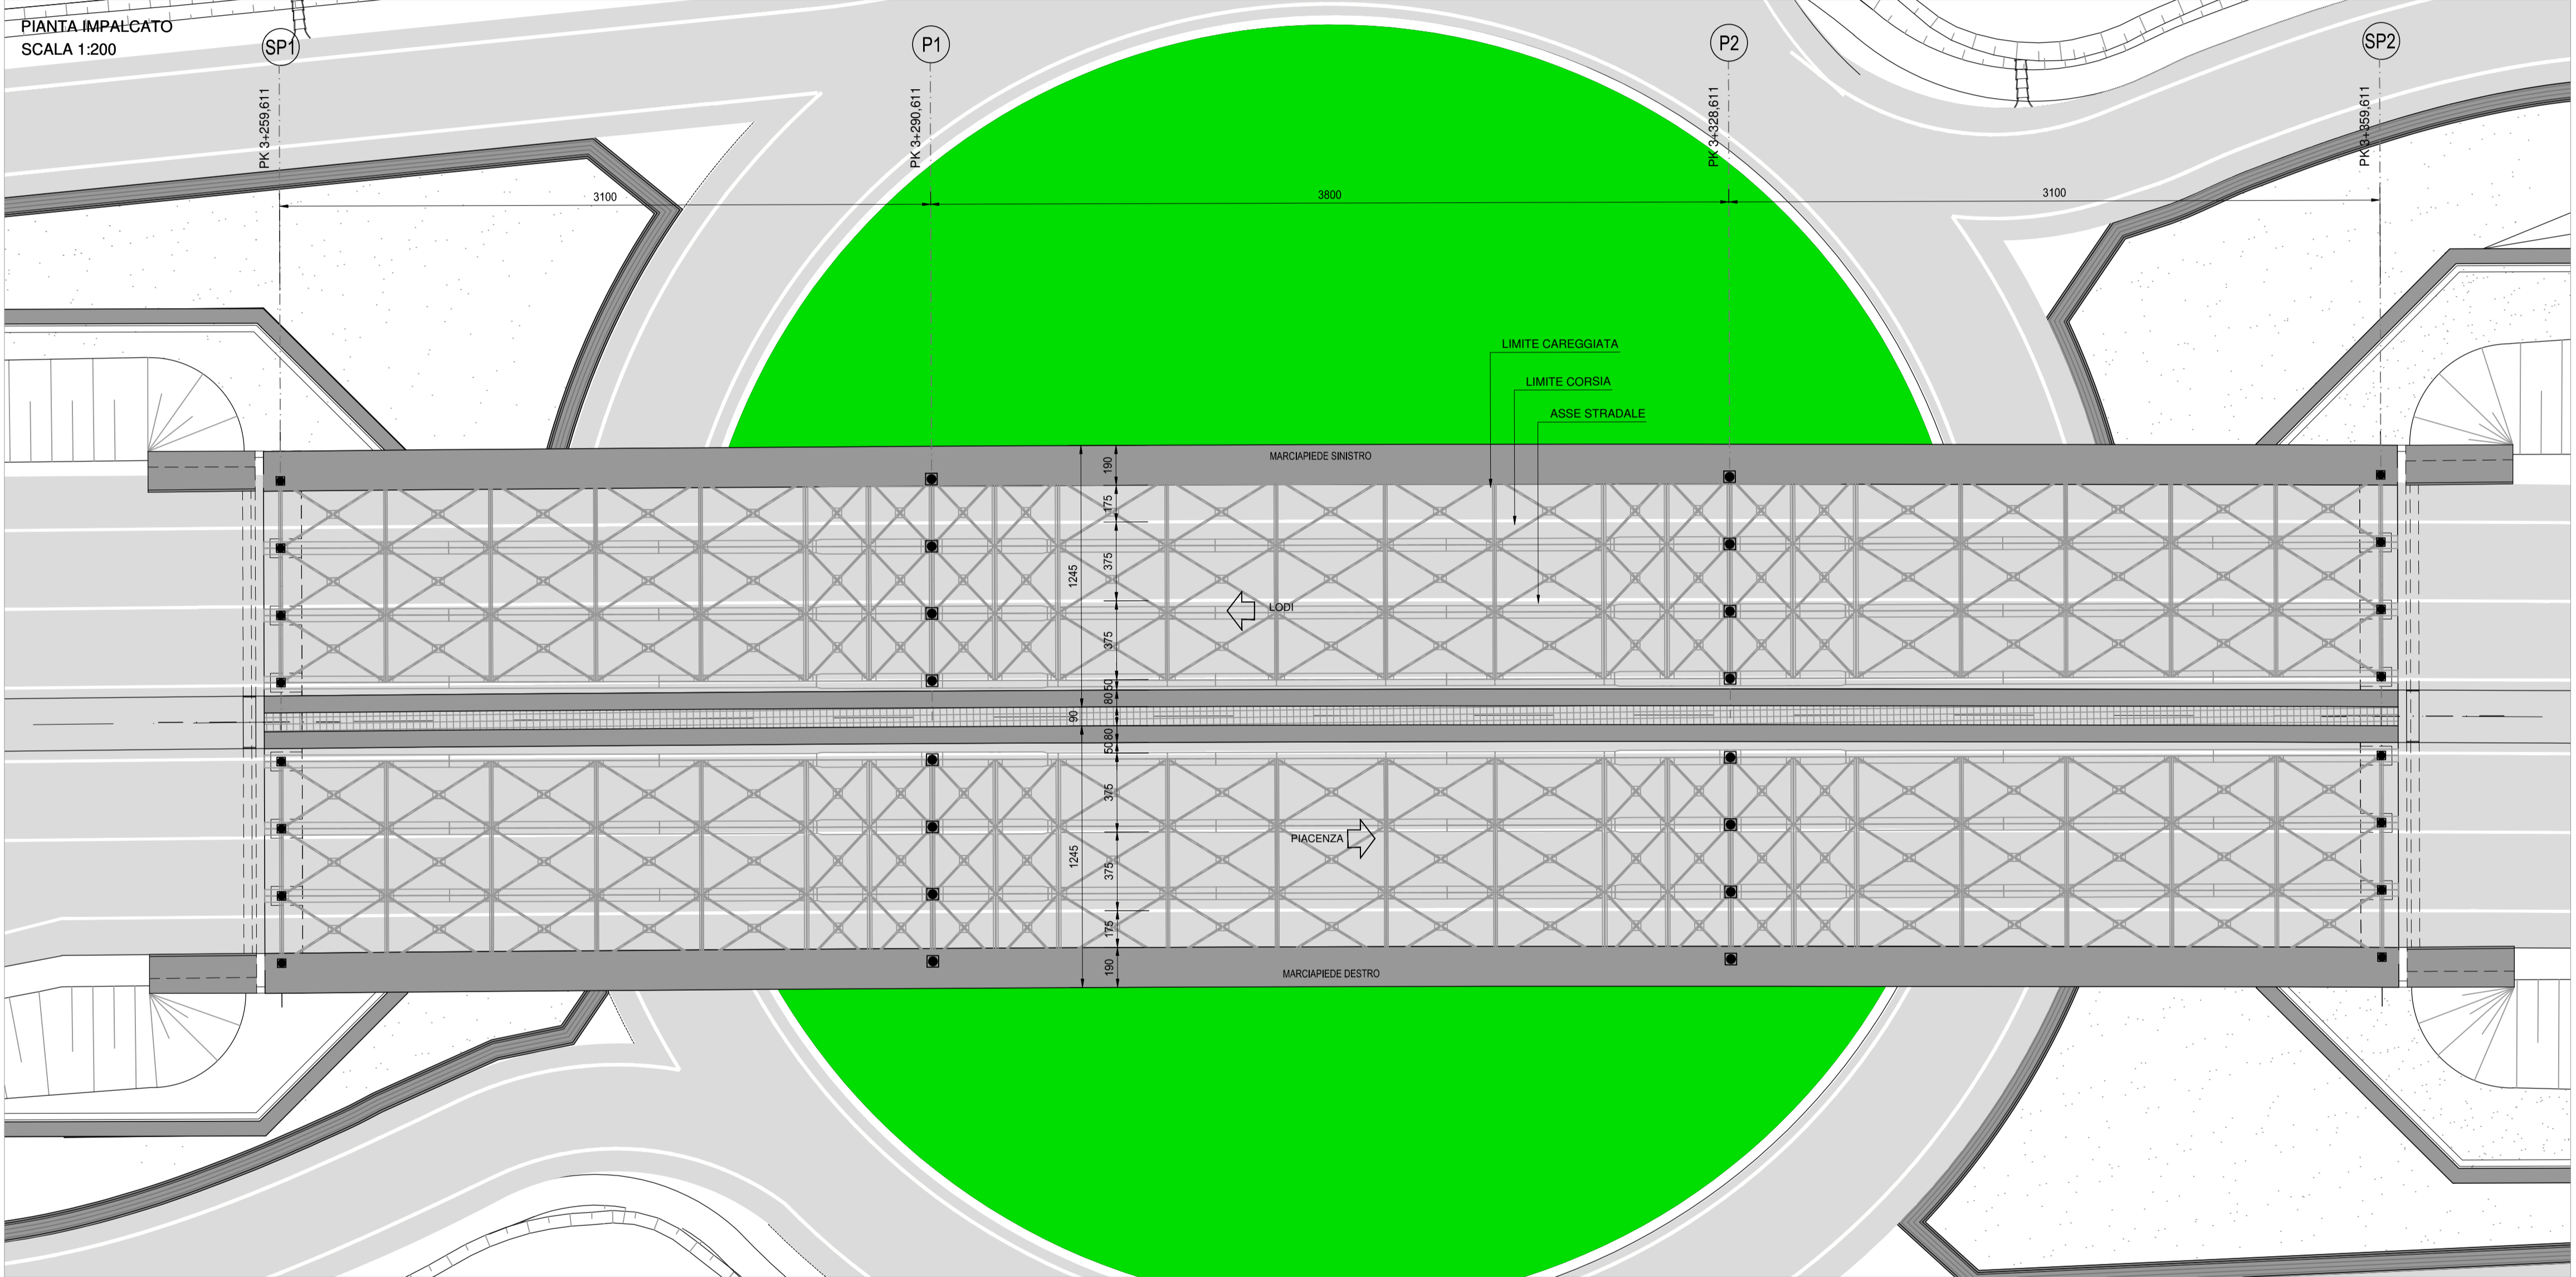 PIANTA IMPALCATO
SCALA 1:200
SP1
P1
P2
SP2
PK 3+259,611
PK 3+290,611
PK 3+328,611
PK 3+359,611
3100
3800
3100
LIMITE CAREGGIATA
LIMITE CORSIA
ASSE STRADALE
MARCIAPIEDE SINISTRO
190
175
375
1245
LODI
375
50
80
90
80
50
375
PIACENZA
1245
375
175
190
MARCIAPIEDE DESTRO